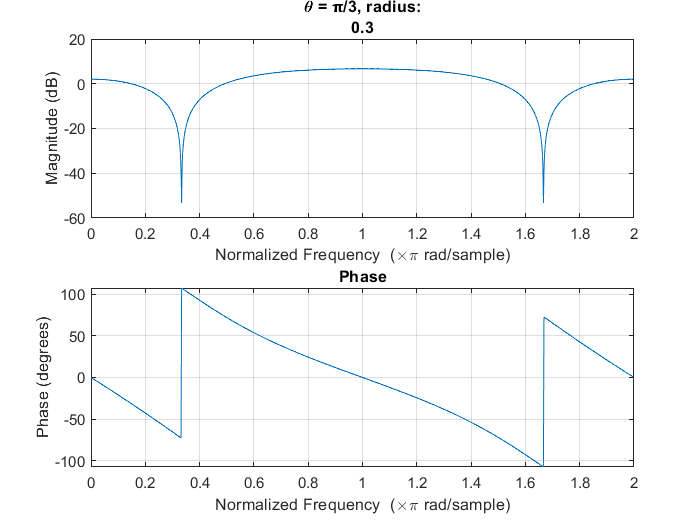 θ = π/3, radius:
0.3
20
0
-20
-40
-60
Magnitude (dB)
0 0.2 0.4 0.6 0.8 1 1.2 1.4 1.6 1.8 2
Normalized Frequency (×π rad/sample)
Phase
100
50
0
-50
-100
Phase (degrees)
0 0.2 0.4 0.6 0.8 1 1.2 1.4 1.6 1.8 2
Normalized Frequency (×π rad/sample)